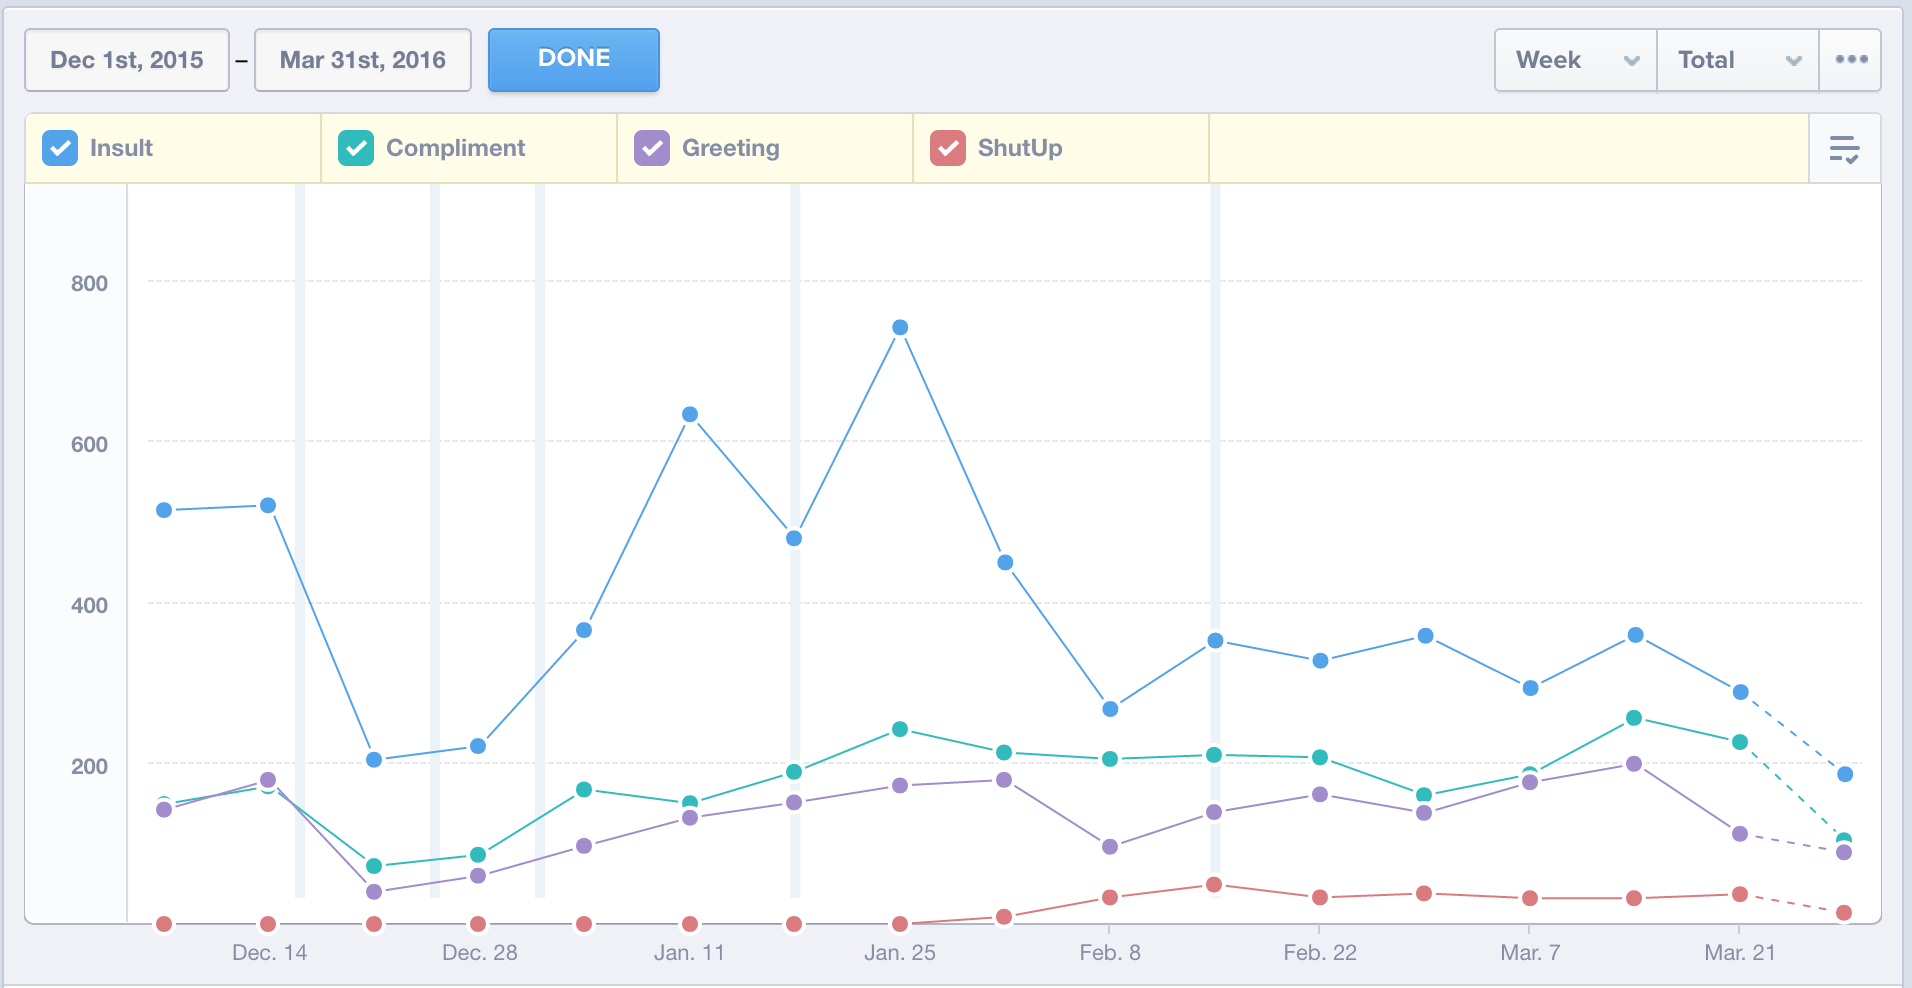 Dec 1st, 2015 – Mar 31st, 2016 DONE Week Total
Insult Compliment Greeting ShutUp
800
600
400
200
Dec. 14 Dec. 28 Jan. 11 Jan. 25 Feb. 8 Feb. 22 Mar. 7 Mar. 21